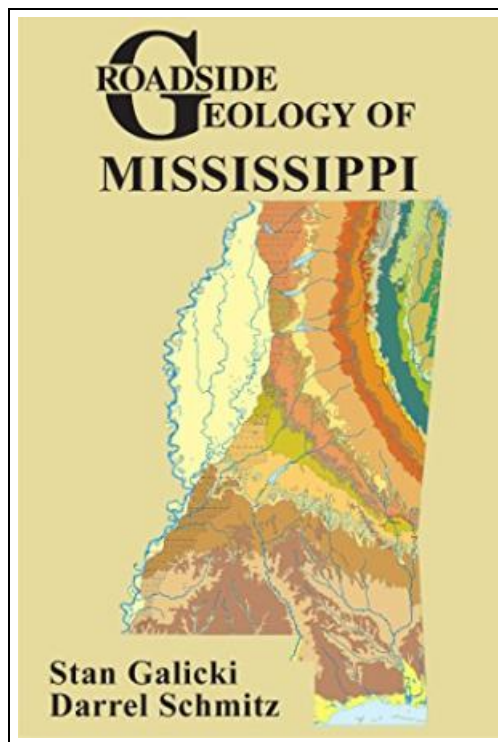 ROADSIDE
GEOLOGY OF
MISSISSIPPI
Stan Galicki
Darrel Schmitz